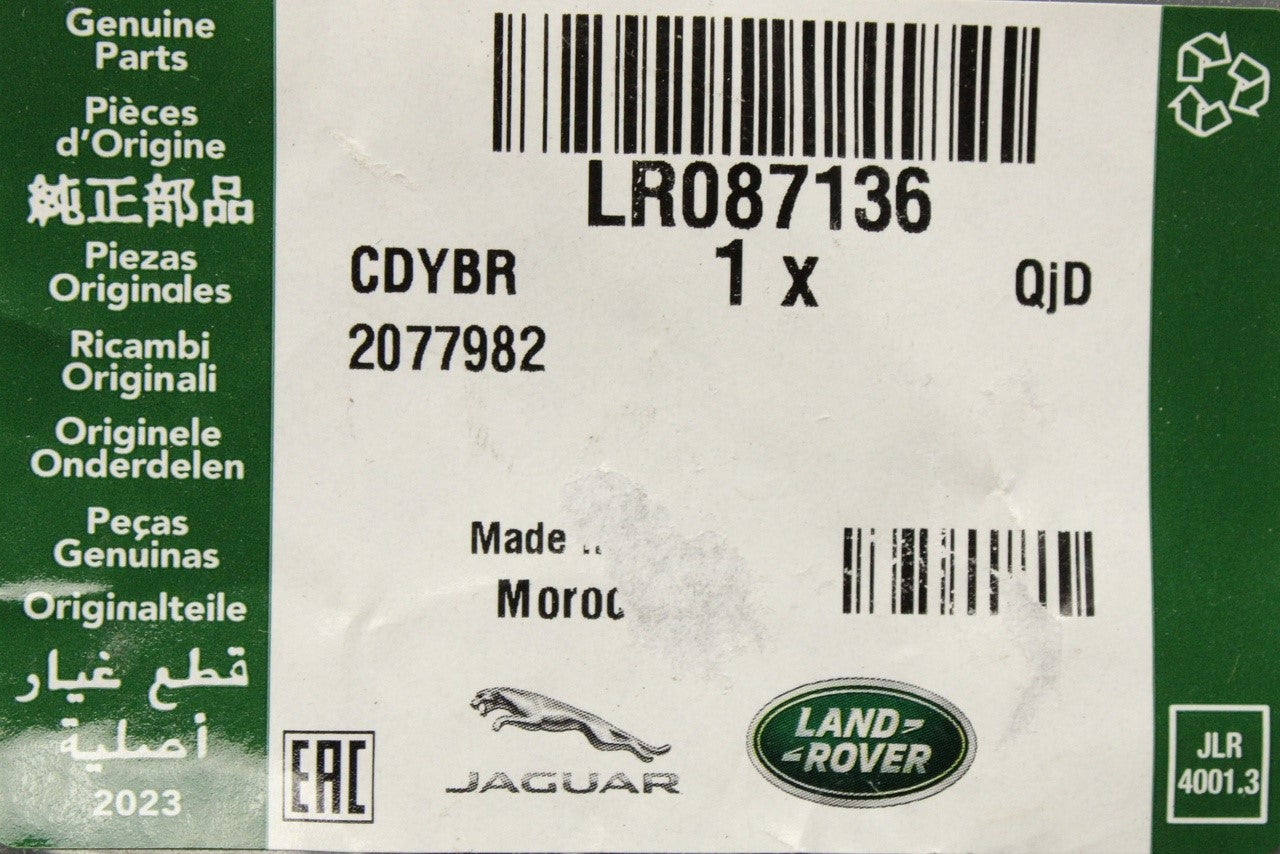 Genuine
Parts
Pièces
d'Origine
純正部品
Piezas
Originales
Ricambi
Originali
Originele
Onderdelen
Peças
Genuinas
Originalteile
قطع غيار
أصلية
2023
LR087136
CDYBR
1 x
QjD
2077982
Made
EAC
JAGUAR
LAND
ROVER
JLR
4001.3